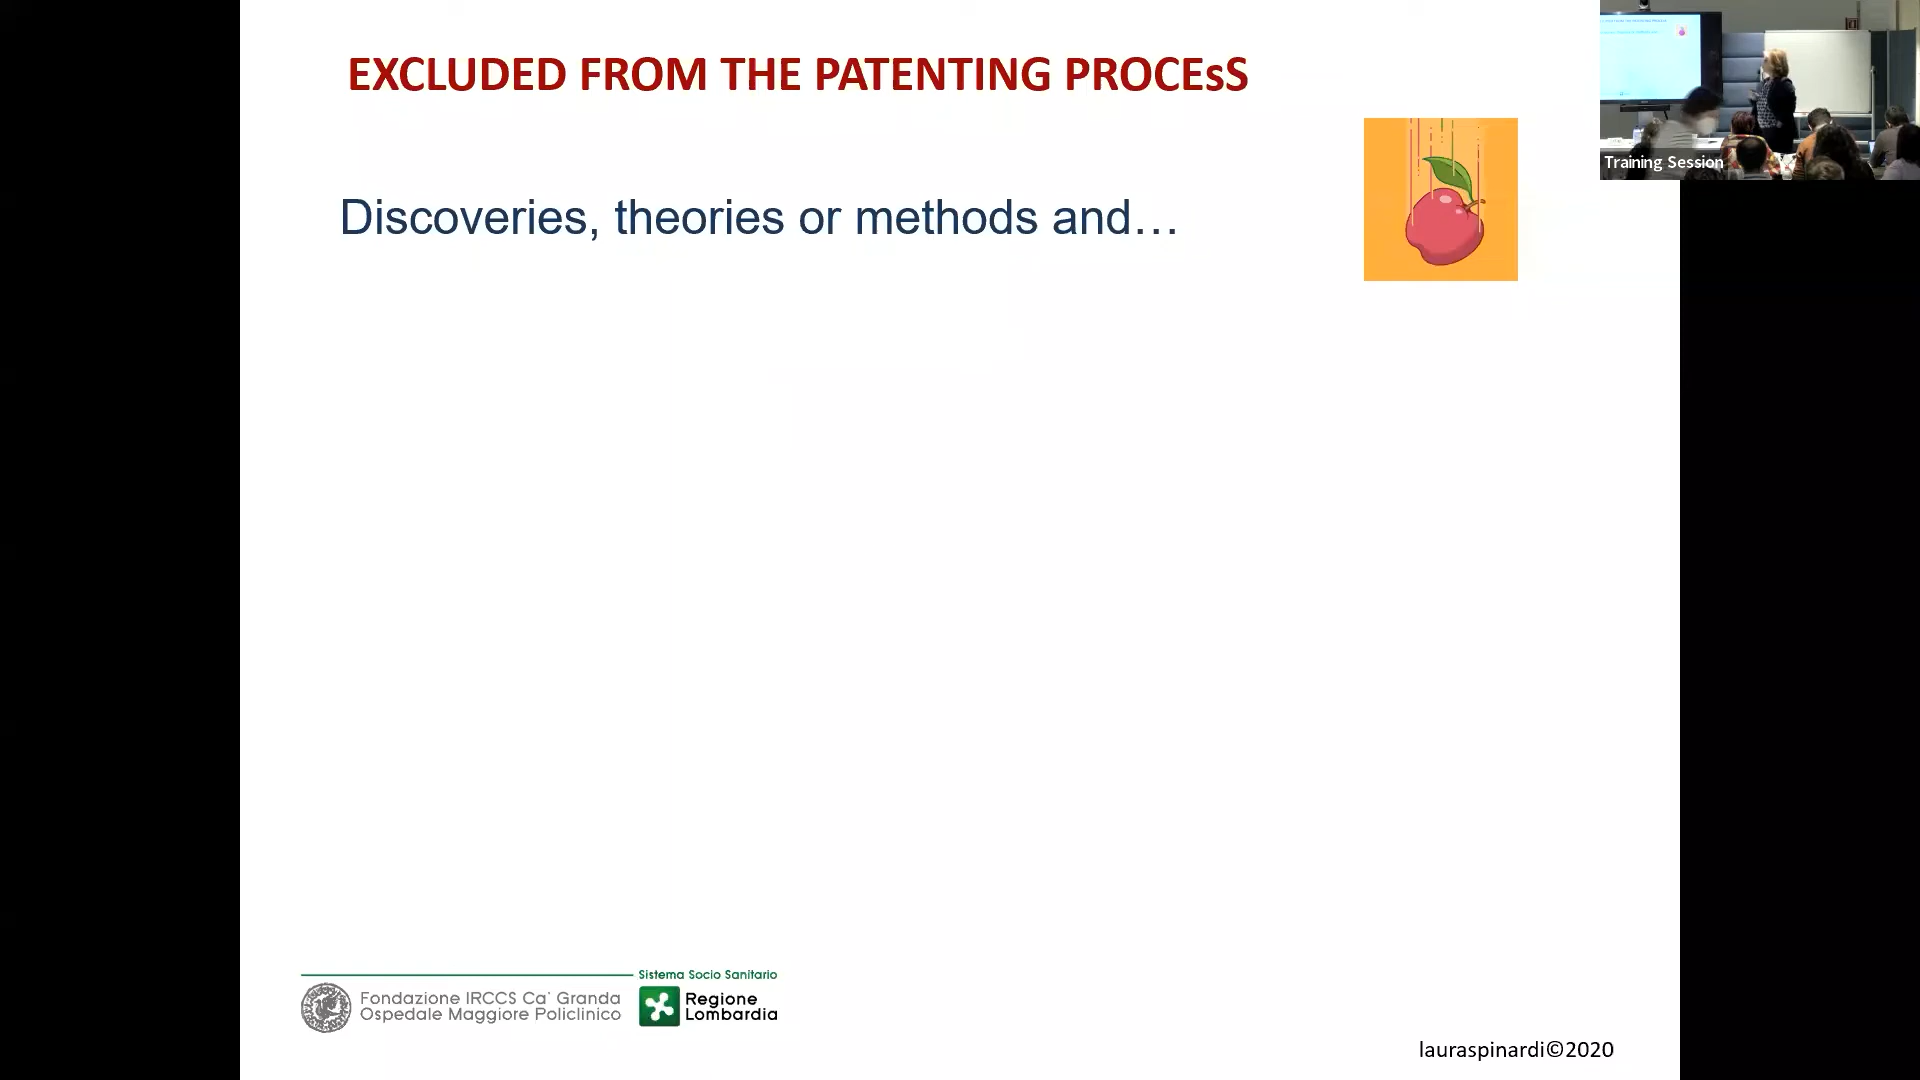 EXCLUDED FROM THE PATENTING PROCEsS
Training Session
Discoveries, theories or methods and…
Sistema Socio Sanitario
Fondazione IRCCS Ca' Granda
Ospedale Maggiore Policlinico
Regione
Lombardia
lauraspinardi©2020